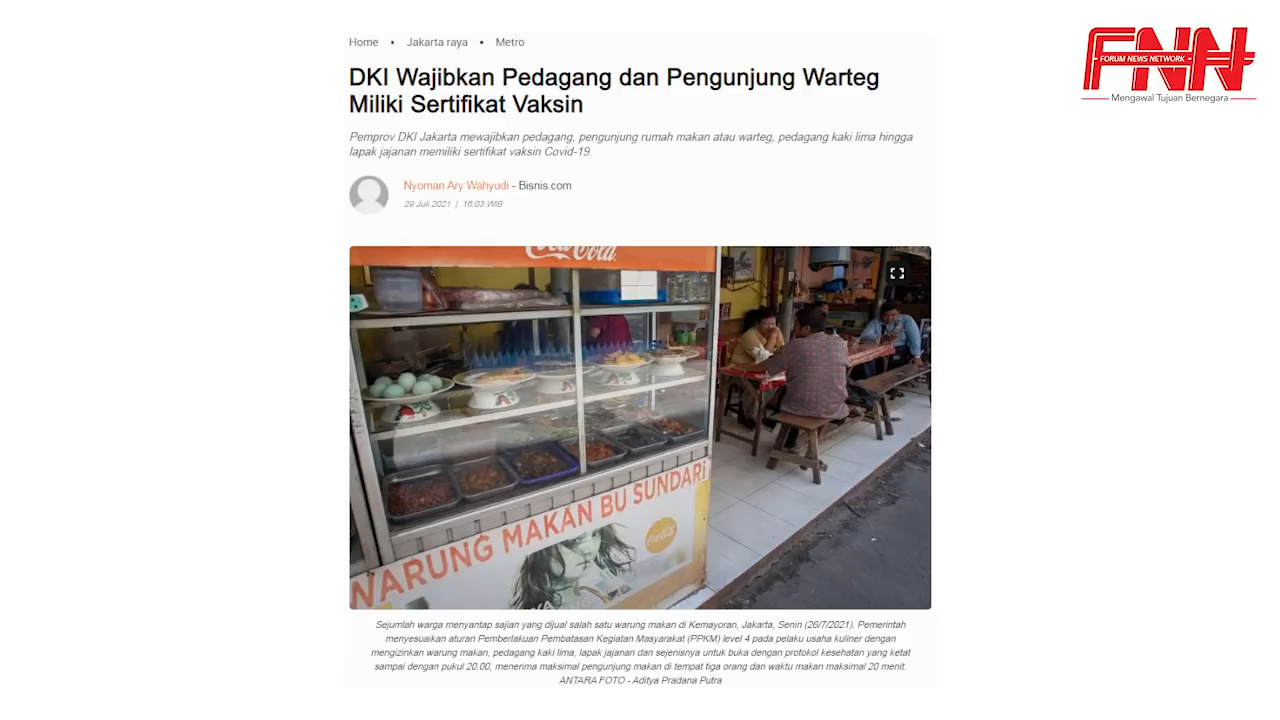 Home • Jakarta raya • Metro
FNN
FORUM NEWS NETWORK
Mengawal Tujuan Bernegara
DKI Wajibkan Pedagang dan Pengunjung Warteg
Miliki Sertifikat Vaksin
Pemprov DKI Jakarta mewajibkan pedagang, pengunjung rumah makan atau warteg, pedagang kaki lima hingga
lapak jajanan memiliki sertifikat vaksin Covid-19.
Nyoman Ary Wahyudi - Bisnis.com
29 Juli 2021 | 16:03 WIB
Coca-Cola
WARUNG MAKAN BU SUNDARI
Coca-Cola
Sejumlah warga menyantap sajian yang dijual salah satu warung makan di Kemayoran, Jakarta, Senin (26/7/2021). Pemerintah
menyesuaikan aturan Pemberlakuan Pembatasan Kegiatan Masyarakat (PPKM) level 4 pada pelaku usaha kuliner dengan
mengizinkan warung makan, pedagang kaki lima, lapak jajanan dan sejenisnya untuk buka dengan protokol kesehatan yang ketat
sampai dengan pukul 20.00, menerima maksimal pengunjung makan di tempat tiga orang dan waktu makan maksimal 20 menit.
ANTARA FOTO - Aditya Pradana Putra